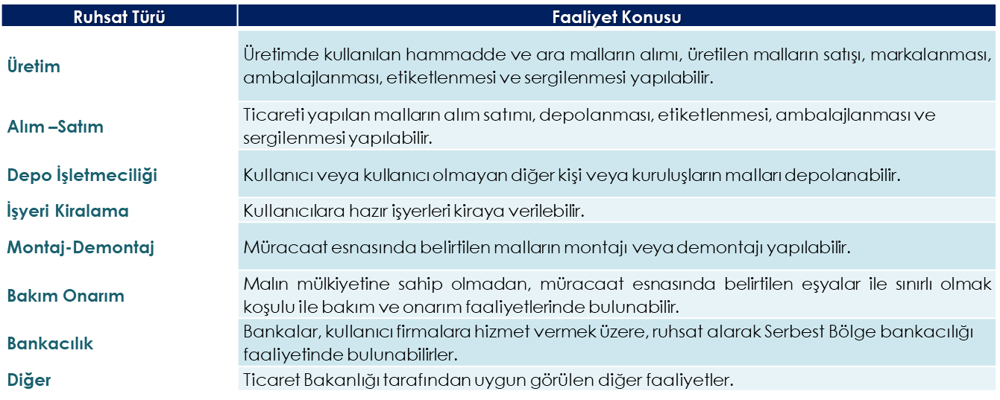 Ruhsat Türü
Faaliyet Konusu
Üretim
Üretimde kullanılan hammadde ve ara malların alımı, üretilen malların satışı, markalanması,
ambalajlanması, etiketlenmesi ve sergilenmesi yapılabilir.
Alım –Satım
Ticareti yapılan malların alım satımı, depolanması, etiketlenmesi, ambalajlanması ve
sergilenmesi yapılabilir.
Depo İşletmeciliği
Kullanıcı veya kullanıcı olmayan diğer kişi veya kuruluşların malları depolanabilir.
İşyeri Kiralama
Kullanıcılara hazır işyerleri kiraya verilebilir.
Montaj-Demontaj
Müracaat esnasında belirtilen malların montajı veya demontajı yapılabilir.
Bakım Onarım
Malın mülkiyetine sahip olmadan, müracaat esnasında belirtilen eşyalar ile sınırlı olmak
koşulu ile bakım ve onarım faaliyetlerinde bulunabilir.
Bankacılık
Bankalar, kullanıcı firmalara hizmet vermek üzere, ruhsat alarak Serbest Bölge bankacılığı
faaliyetinde bulunabilirler.
Diğer
Ticaret Bakanlığı tarafından uygun görülen diğer faaliyetler.